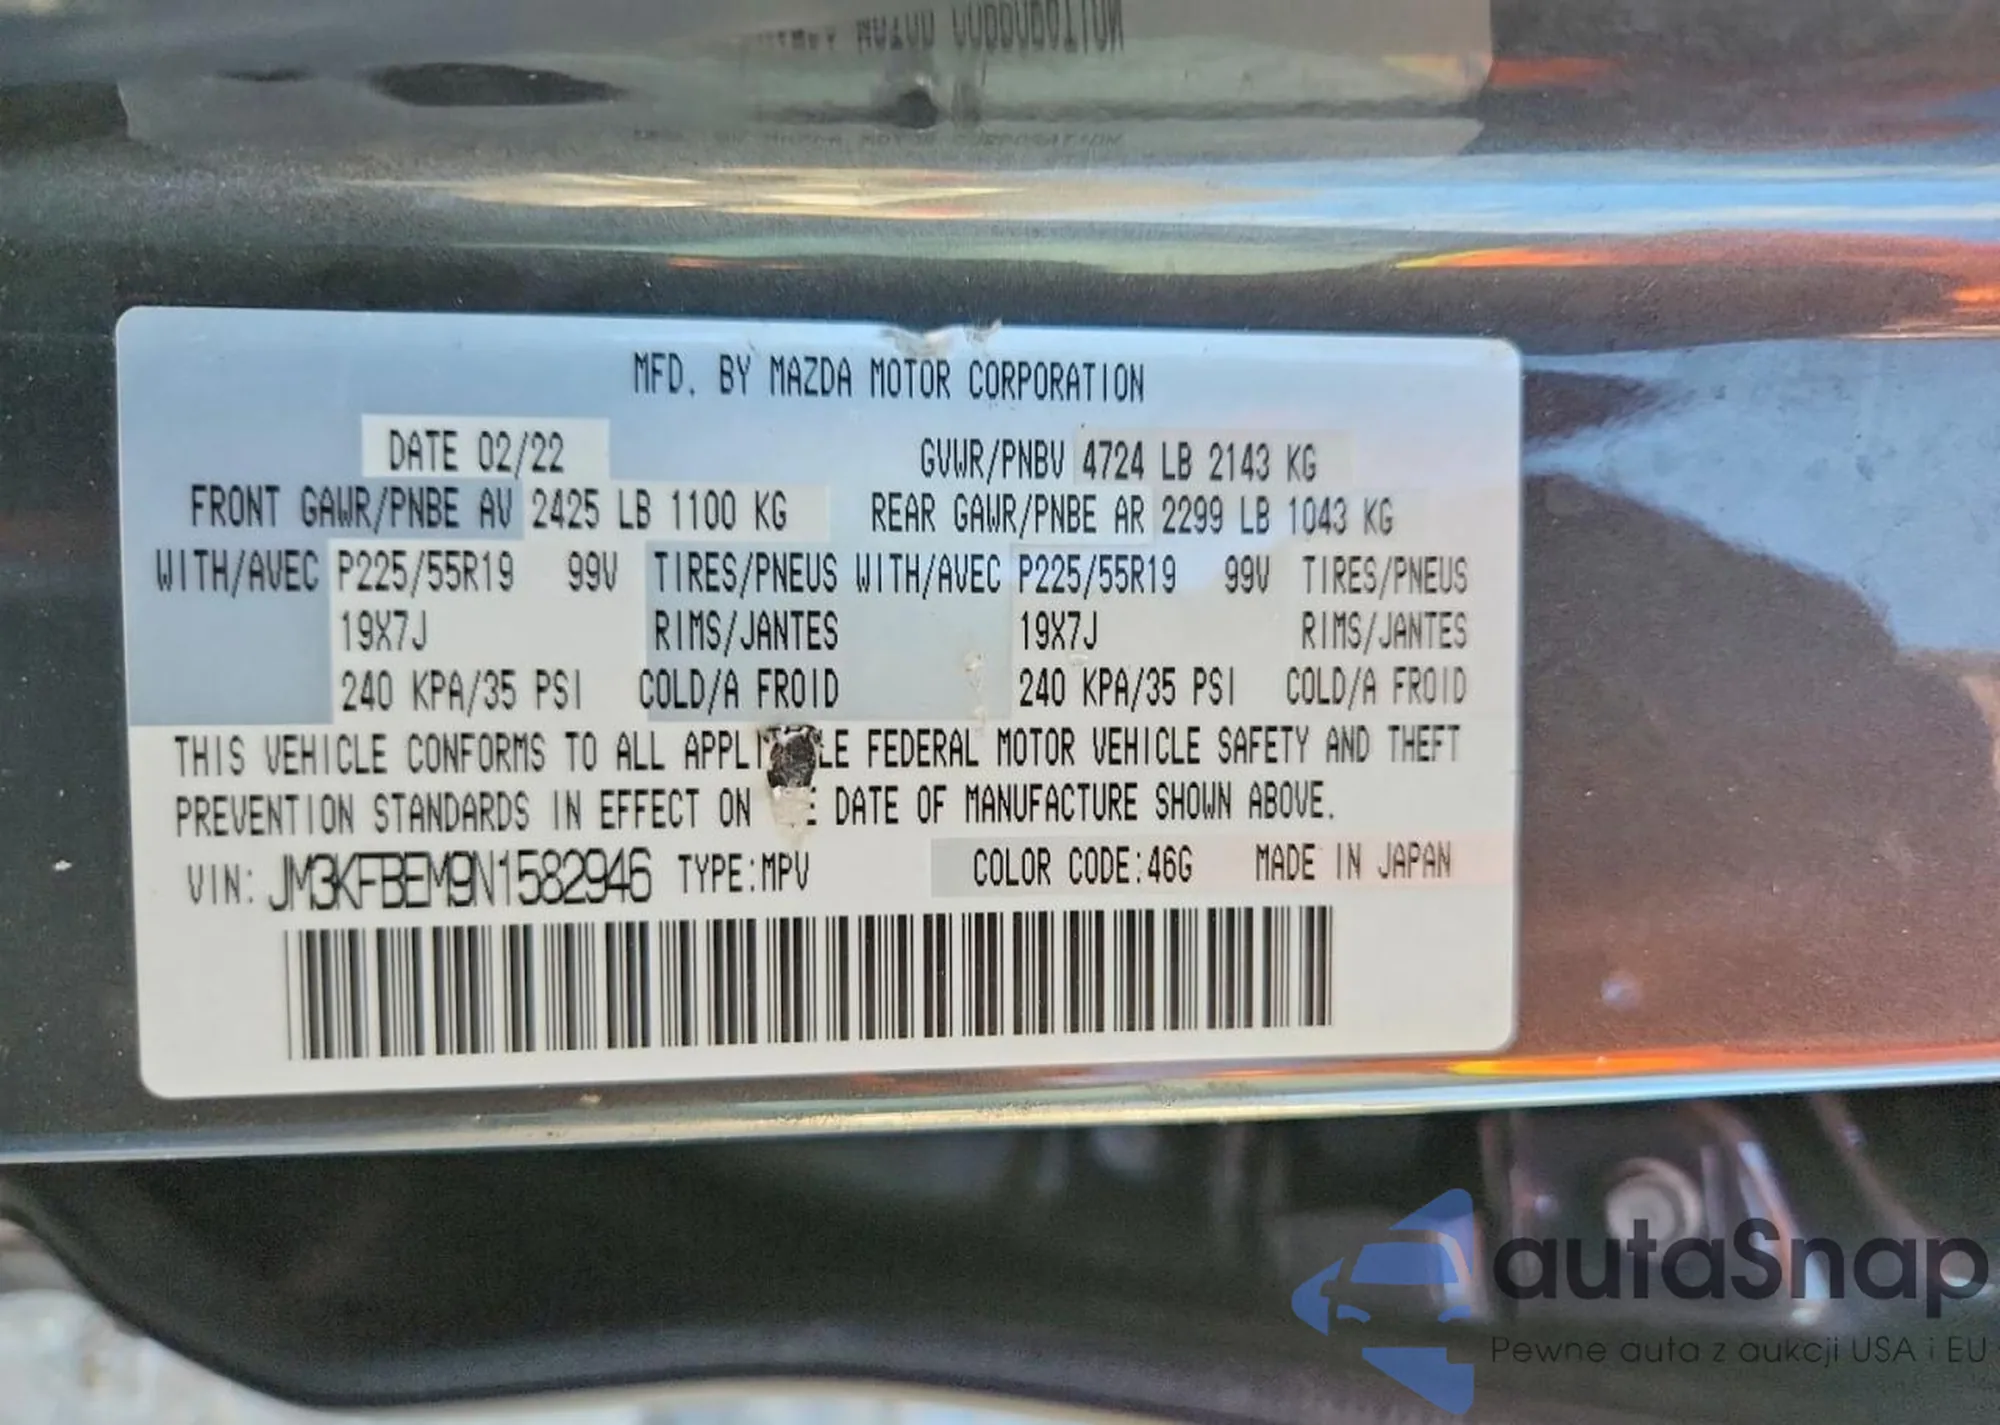 MFD. BY MAZDA MOTOR CORPORATION
DATE 02/22 GVWR/PNBV 4724 LB 2143 KG
FRONT GAWR/PNBE AV 2425 LB 1100 KG REAR GAWR/PNBE AR 2299 LB 1043 KG
WITH/AVEC P225/55R19 99V TIRES/PNEUS WITH/AVEC P225/55R19 99V TIRES/PNEUS
19X7J RIMS/JANTES 19X7J RIMS/JANTES
240 KPA/35 PSI COLD/A FROID 240 KPA/35 PSI COLD/A FROID
THIS VEHICLE CONFORMS TO ALL FEDERAL MOTOR VEHICLE SAFETY AND THEFT
PREVENTION STANDARDS IN EFFECT ON DATE OF MANUFACTURE SHOWN ABOVE.
VIN: JM3KFBEM9N1582946 TYPE:MPV COLOR CODE:46G MADE IN JAPAN
autaSnap
Pewne auta z aukcji USA i EU